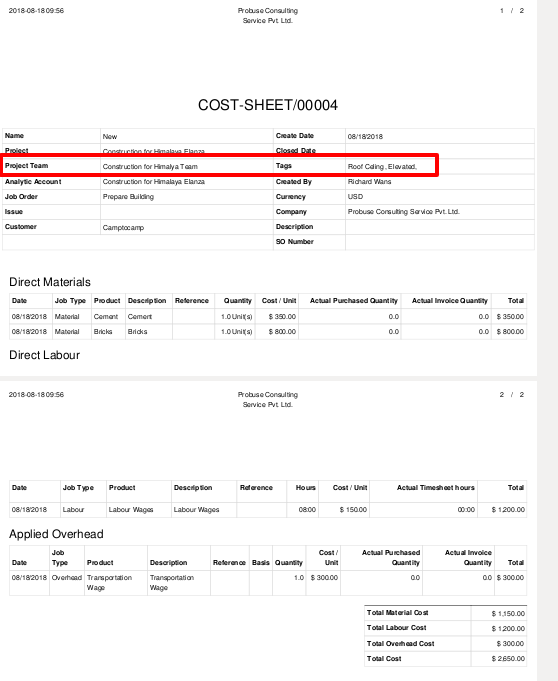 2018-08-18 09:56 Probuse Consulting Service Pvt. Ltd. 1 / 2
COST-SHEET/00004
Name New Create Date 08/18/2018
Project Construction for Himalaya Elanza Closed Date
Project Team Construction for Himalya Team Tags Roof Celing , Elevated,
Analytic Account Construction for Himalaya Elanza Created By Richard Wans
Job Order Prepare Building Currency USD
Issue Company Probuse Consulting Service Pvt. Ltd.
Customer Camptocamp Description
SO Number
Direct Materials
Date Job Type Product Description Reference Quantity Cost / Unit Actual Purchased Quantity Actual Invoice Quantity Total
08/18/2018 Material Cement Cement 1.0 Unit(s) $ 350.00 0.0 0.0 $ 350.00
08/18/2018 Material Bricks Bricks 1.0 Unit(s) $ 800.00 0.0 0.0 $ 800.00
Direct Labour
2018-08-18 09:56 Probuse Consulting Service Pvt. Ltd. 2 / 2
Date Job Type Product Description Reference Hours Cost / Unit Actual Timesheet hours Total
08/18/2018 Labour Labour Wages Labour Wages 08:00 $ 150.00 00:00 $ 1,200.00
Applied Overhead
Date Job Type Product Description Reference Basis Quantity Cost / Unit Actual Purchased Quantity Actual Invoice Quantity Total
08/18/2018 Overhead Transportation Wage Transportation Wage 1.0 $ 300.00 0.0 0.0 $ 300.00
Total Material Cost $ 1,150.00
Total Labour Cost $ 1,200.00
Total Overhead Cost $ 300.00
Total Cost $ 2,650.00